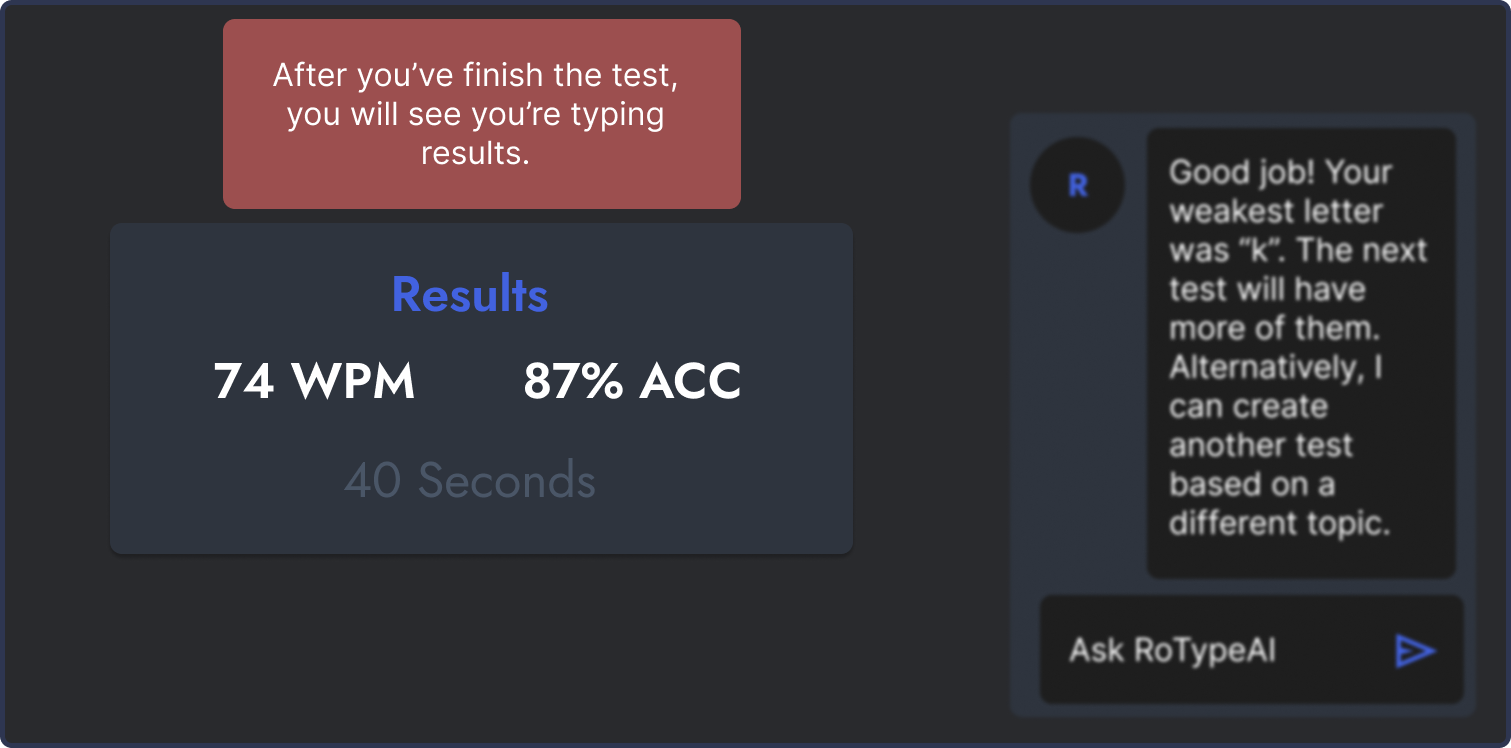 After you’ve finish the test,
you will see you’re typing
results.
Results
74 WPM 87% ACC
40 Seconds
R
Good job! Your
weakest letter
was “k”. The next
test will have
more of them.
Alternatively, I
can create
another test
based on a
different topic.
Ask RoTypeAI